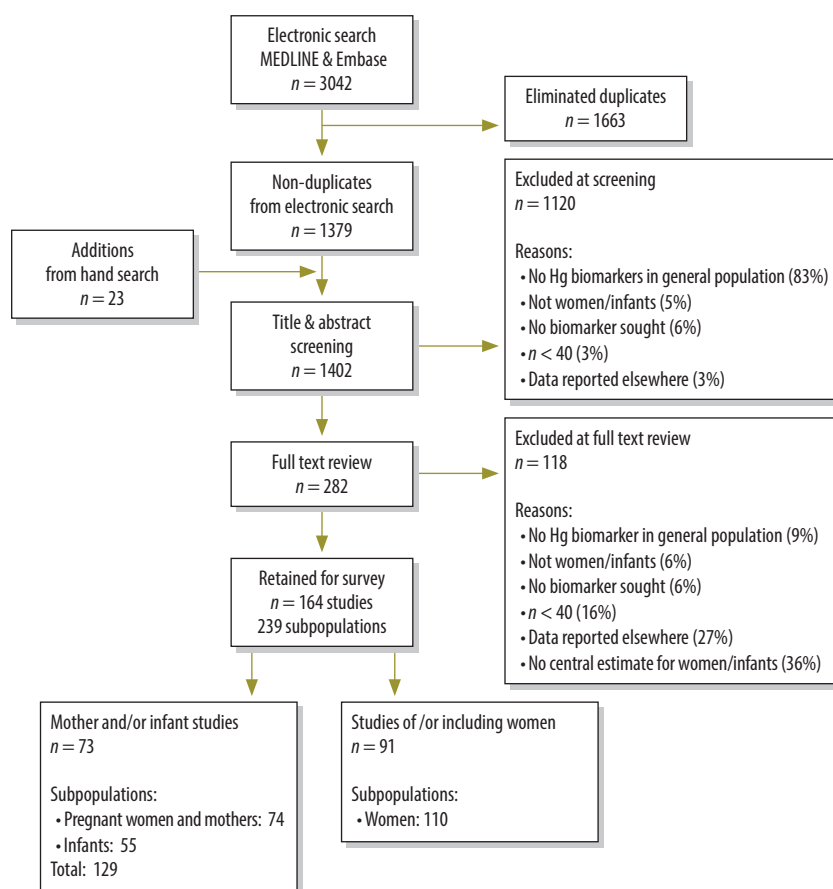 Electronic search
MEDLINE & Embase
n = 3042
Eliminated duplicates
n = 1663
Non-duplicates
from electronic search
n = 1379
Additions
from hand search
n = 23
Excluded at screening
n = 1120
Reasons:
• No Hg biomarkers in general population (83%)
• Not women/infants (5%)
• No biomarker sought (6%)
• n < 40 (3%)
• Data reported elsewhere (3%)
Title & abstract
screening
n = 1402
Full text review
n = 282
Excluded at full text review
n = 118
Reasons:
• No Hg biomarker in general population (9%)
• Not women/infants (6%)
• No biomarker sought (6%)
• n < 40 (16%)
• Data reported elsewhere (27%)
• No central estimate for women/infants (36%)
Retained for survey
n = 164 studies
239 subpopulations
Mother and/or infant studies
n = 73
Subpopulations:
• Pregnant women and mothers: 74
• Infants: 55
Total: 129
Studies of /or including women
n = 91
Subpopulations:
• Women: 110